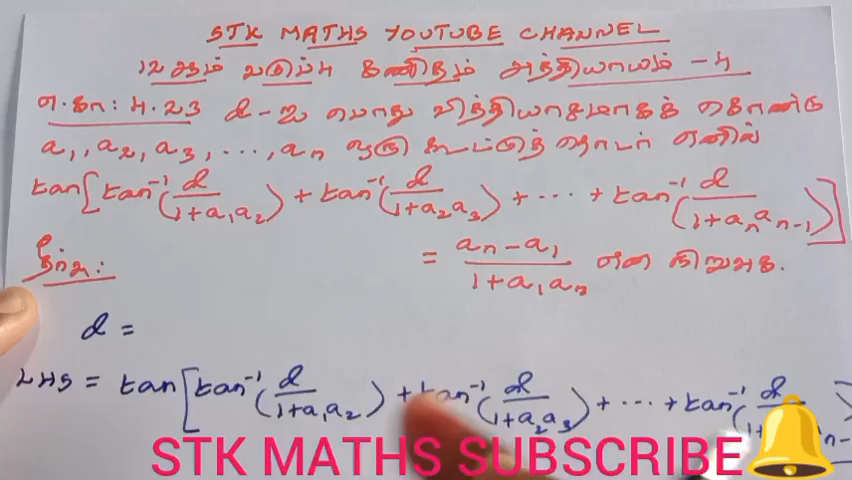 STK MATHS YOUTUBE CHANNEL
12 ஆம் வகுப்பு கணிதம் அத்தியாயம் - 4
எ.கா: 4.23 d - ஐ பொது வித்தியாசமாகக் கொண்டு
a₁, a₂, a₃, ..., aₙ ஒரு கூட்டுத் தொடர் எனில்
tan[tan⁻¹(d/(1+a₁a₂)) + tan⁻¹(d/(1+a₂a₃)) + ... + tan⁻¹(d/(1+aₙaₙ₋₁))]
= (aₙ - a₁)/(1+a₁aₙ) என நிறுவுக.
தீர்வு:
d =
LHS = tan[tan⁻¹(d/(1+a₁a₂)) + tan⁻¹(d/(1+a₂a₃)) + ... + tan⁻¹(d
STK MATHS SUBSCRIBE